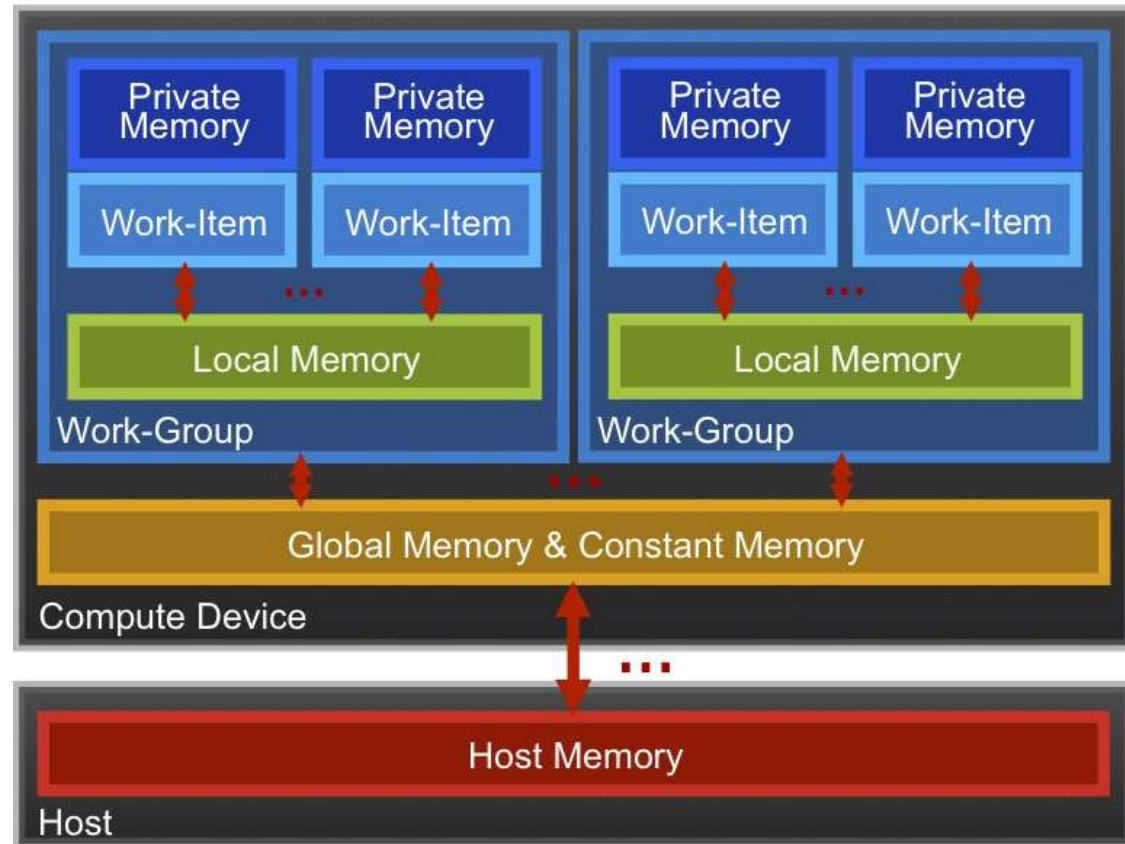 Private Memory
Private Memory
Private Memory
Private Memory
Work-Item
Work-Item
Work-Item
Work-Item
...
...
Local Memory
Local Memory
Work-Group
Work-Group
...
Global Memory & Constant Memory
Compute Device
...
Host Memory
Host